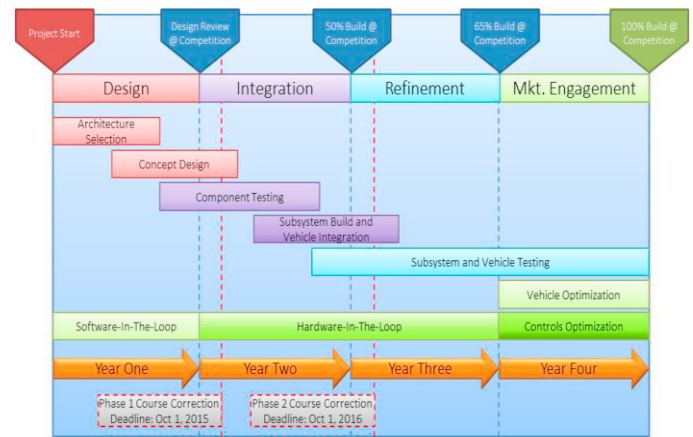 Project Start
Design Review
@ Competition
50% Build @
Competition
65% Build @
Competition
100% Build @
Competition
Design
Integration
Refinement
Mkt. Engagement
Architecture
Selection
Concept Design
Component Testing
Subsystem Build and
Vehicle Integration
Subsystem and Vehicle Testing
Vehicle Optimization
Software-In-The-Loop
Hardware-In-The-Loop
Controls Optimization
Year One
Year Two
Year Three
Year Four
Phase 1 Course Correction
Deadline: Oct 1, 2015
Phase 2 Course Correction
Deadline: Oct 1, 2016